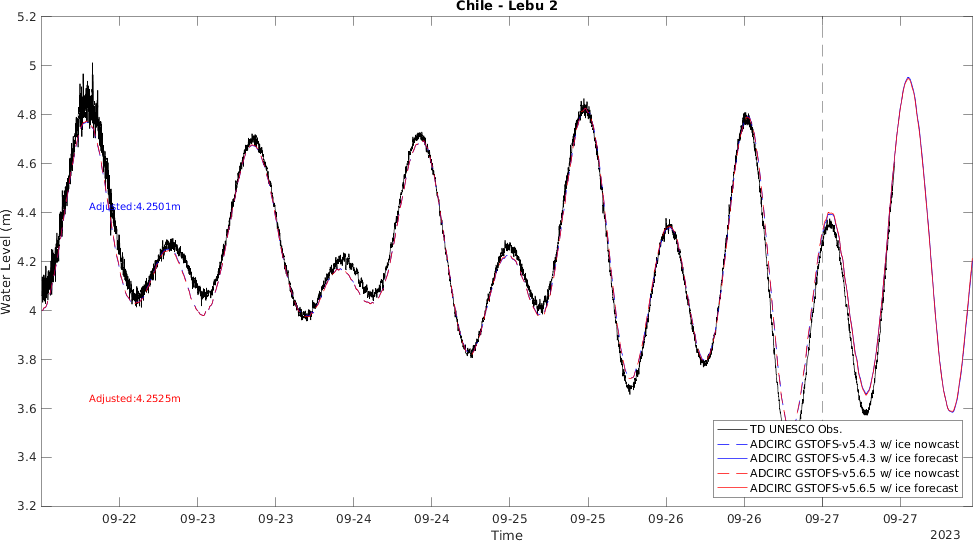 Chile - Lebu 2
5.2
5
4.8
4.6
4.4
4.2
4
3.8
3.6
3.4
3.2
Water Level (m)
Adjusted:4.2501m
Adjusted:4.2525m
TD UNESCO Obs.
ADCIRC GSTOFS-v5.4.3 w/ ice nowcast
ADCIRC GSTOFS-v5.4.3 w/ ice forecast
ADCIRC GSTOFS-v5.6.5 w/ ice nowcast
ADCIRC GSTOFS-v5.6.5 w/ ice forecast
09-22 09-23 09-23 09-24 09-24 09-25 09-25 09-26 09-26 09-27 09-27
Time
2023